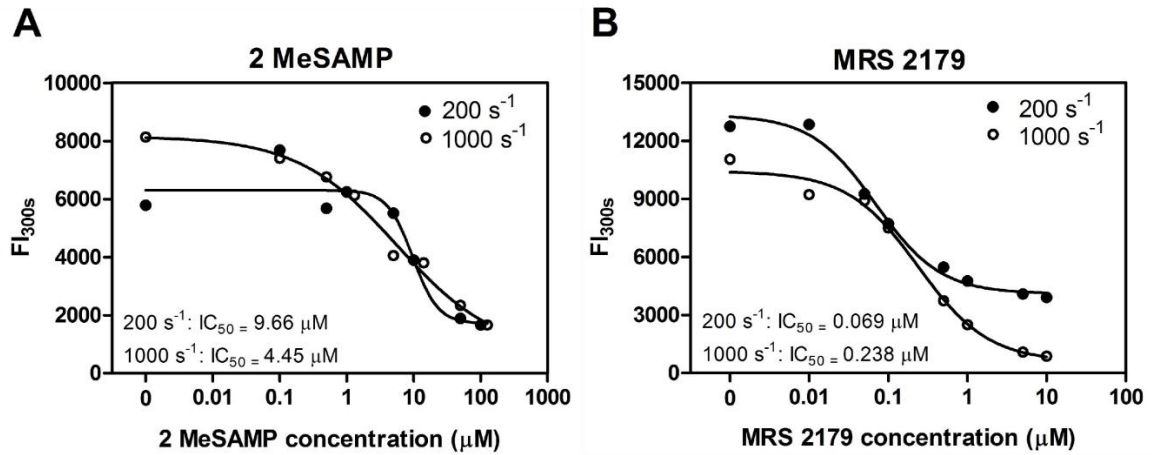 A
2 MeSAMP
10000
8000
6000
4000
2000
0
FI300s
200 s-1
1000 s-1
200 s-1: IC50 = 9.66 μM
1000 s-1: IC50 = 4.45 μM
0 0.01 0.1 1 10 100 1000
2 MeSAMP concentration (μM)
B
MRS 2179
15000
12000
9000
6000
3000
0
FI300s
200 s-1
1000 s-1
200 s-1: IC50 = 0.069 μM
1000 s-1: IC50 = 0.238 μM
0 0.01 0.1 1 10 100
MRS 2179 concentration (μM)